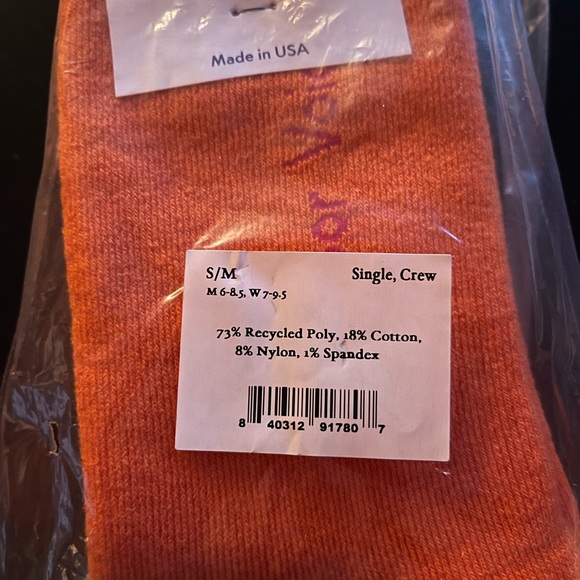 Made in USA
or
S/M
Single, Crew
M 6-8.5, W 7-9.5
73% Recycled Poly, 18% Cotton,
8% Nylon, 1% Spandex
8 40312 91780 7